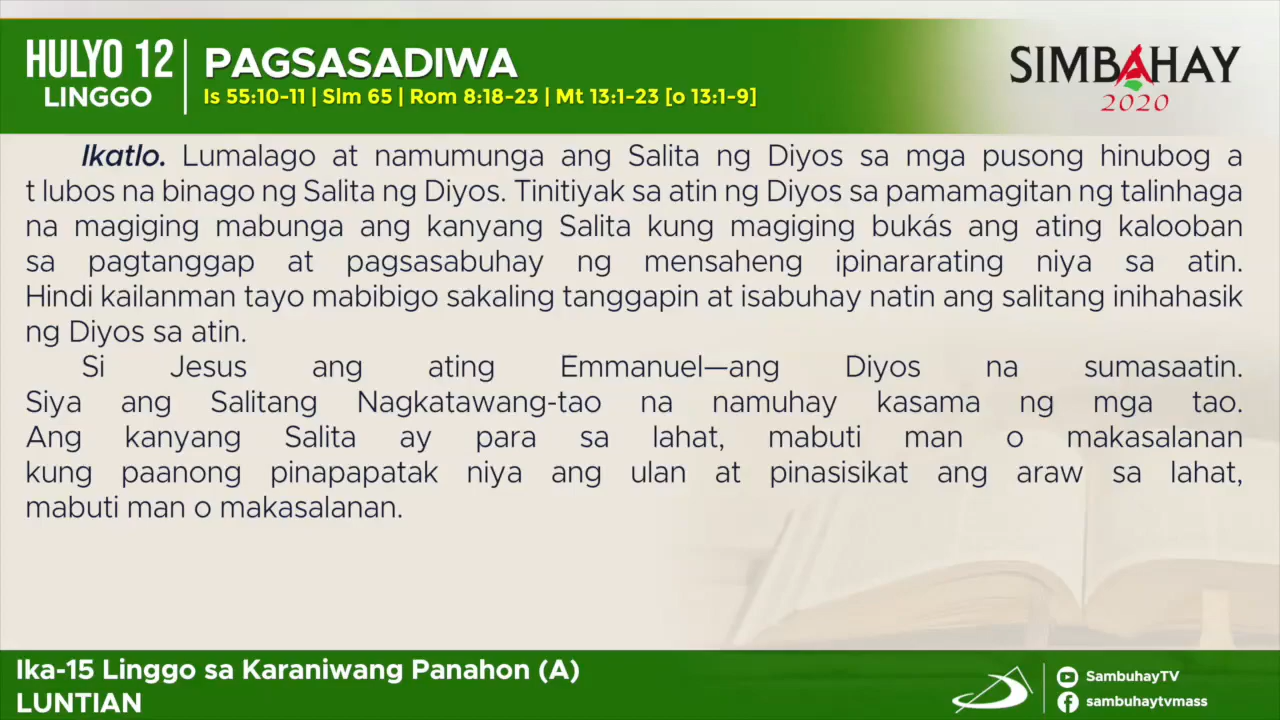 HULYO 12
LINGGO
PAGSASADIWA
Is 55:10-11 | Slm 65 | Rom 8:18-23 | Mt 13:1-23 [o 13:1-9]
SIMBAHAY
2020
Ikatlo. Lumalago at namumunga ang Salita ng Diyos sa mga pusong hinubog a
t lubos na binago ng Salita ng Diyos. Tinitiyak sa atin ng Diyos sa pamamagitan ng talinhaga
na magiging mabunga ang kanyang Salita kung magiging bukás ang ating kalooban
sa pagtanggap at pagsasabuhay ng mensaheng ipinararating niya sa atin.
Hindi kailanman tayo mabibigo sakaling tanggapin at isabuhay natin ang salitang inihahasik
ng Diyos sa atin.
Si Jesus ang ating Emmanuel—ang Diyos na sumasaatin.
Siya ang Salitang Nagkatawang-tao na namuhay kasama ng mga tao.
Ang kanyang Salita ay para sa lahat, mabuti man o makasalanan
kung paanong pinapapatak niya ang ulan at pinasisikat ang araw sa lahat,
mabuti man o makasalanan.
Ika-15 Linggo sa Karaniwang Panahon (A)
LUNTIAN
SambuhayTV
sambuhaytvmass